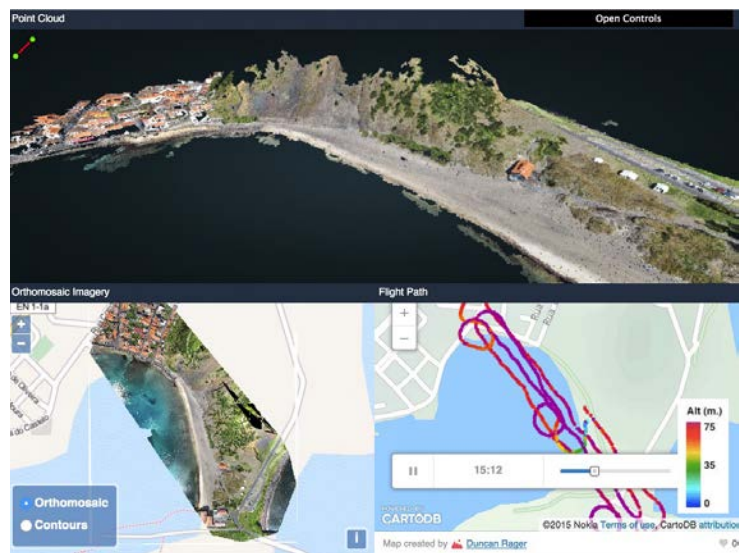 Point Cloud
Open Controls
Orthomosaic Imagery
Flight Path
EN 1-1a
+
−
Orthomosaic
Contours
i
+
−
Rua
Alt (m.)
75
35
0
15:12
CARTODB
©2015 Nokia Terms of use, CartoDB attribution
Map created by Duncan Rager